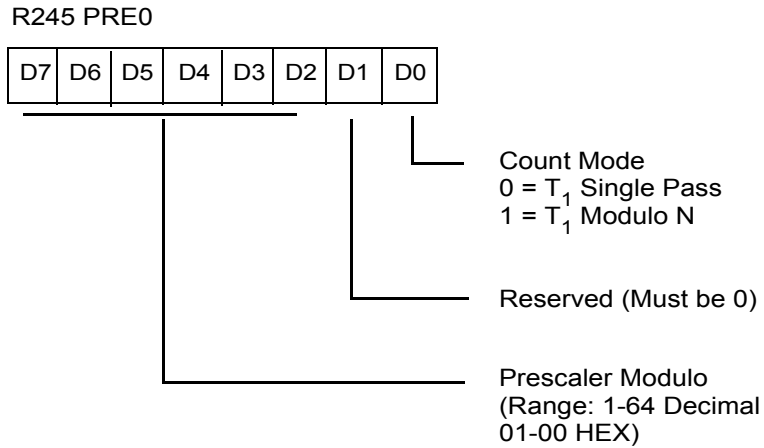 R245 PRE0
D7 D6 D5 D4 D3 D2 D1 D0
Count Mode
0 = T1 Single Pass
1 = T1 Modulo N
Reserved (Must be 0)
Prescaler Modulo
(Range: 1-64 Decimal
01-00 HEX)